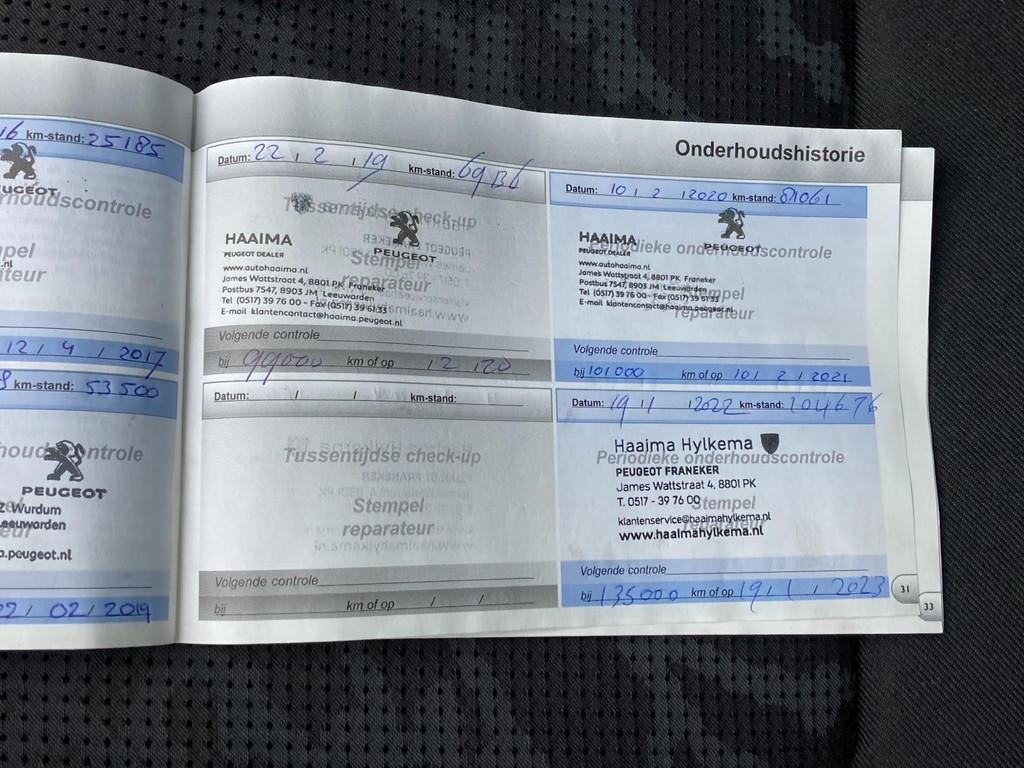 16 km-stand: 25185
PEUGEOT
12 / 4 / 2017
km-stand: 53 500
PEUGEOT
Wurdum
Leeuwarden
.peugeot.nl
02 / 2019
Onderhoudshistorie
Datum: 22 / 2 / 19 km-stand:
Tussentijdse check-up
PEUGEOT
HAAIMA
PEUGEOT DEALER
Stempel
reparateur
www.autohaaima.nl
James Wattstraat 4, 8801 PK Franeker
Postbus 7547, 8903 JM Leeuwarden
Tel (0517) 39 76 00 - Fax (0517) 39 61 33
E-mail klantencontact@haaima.peugeot.nl
Volgende controle
bij 99000 km of op / 2 / 20
Datum: 10 / 2 / 2020 km-stand: 81061
PEUGEOT
HAAIMA
Periodieke onderhoudscontrole
PEUGEOT DEALER
www.autohaaima.nl
James Wattstraat 4, 8801 PK Franeker
Postbus 7547, 8903 JM Leeuwarden
Tel (0517) 39 76 00 - Fax (0517) 39 61 33
E-mail klantencontact@haaima.peugeot.nl
Stempel
reparateur
Volgende controle
bij 101000 km of op 10 / 2 / 2021
Datum: / / km-stand:
Tussentijdse check-up
Stempel
reparateur
Volgende controle
bij km of op / /
Datum: 19 / 1 / 2022 km-stand: 104676
Haaima Hylkema
Periodieke onderhoudscontrole
PEUGEOT FRANEKER
James Wattstraat 4, 8801 PK
T. 0517 - 39 76 00
Stempel
reparateur
klantenservice@haaimahylkema.nl
www.haaimahylkema.nl
Volgende controle
bij 135000 km of op 19 / 1 / 2023
31
33